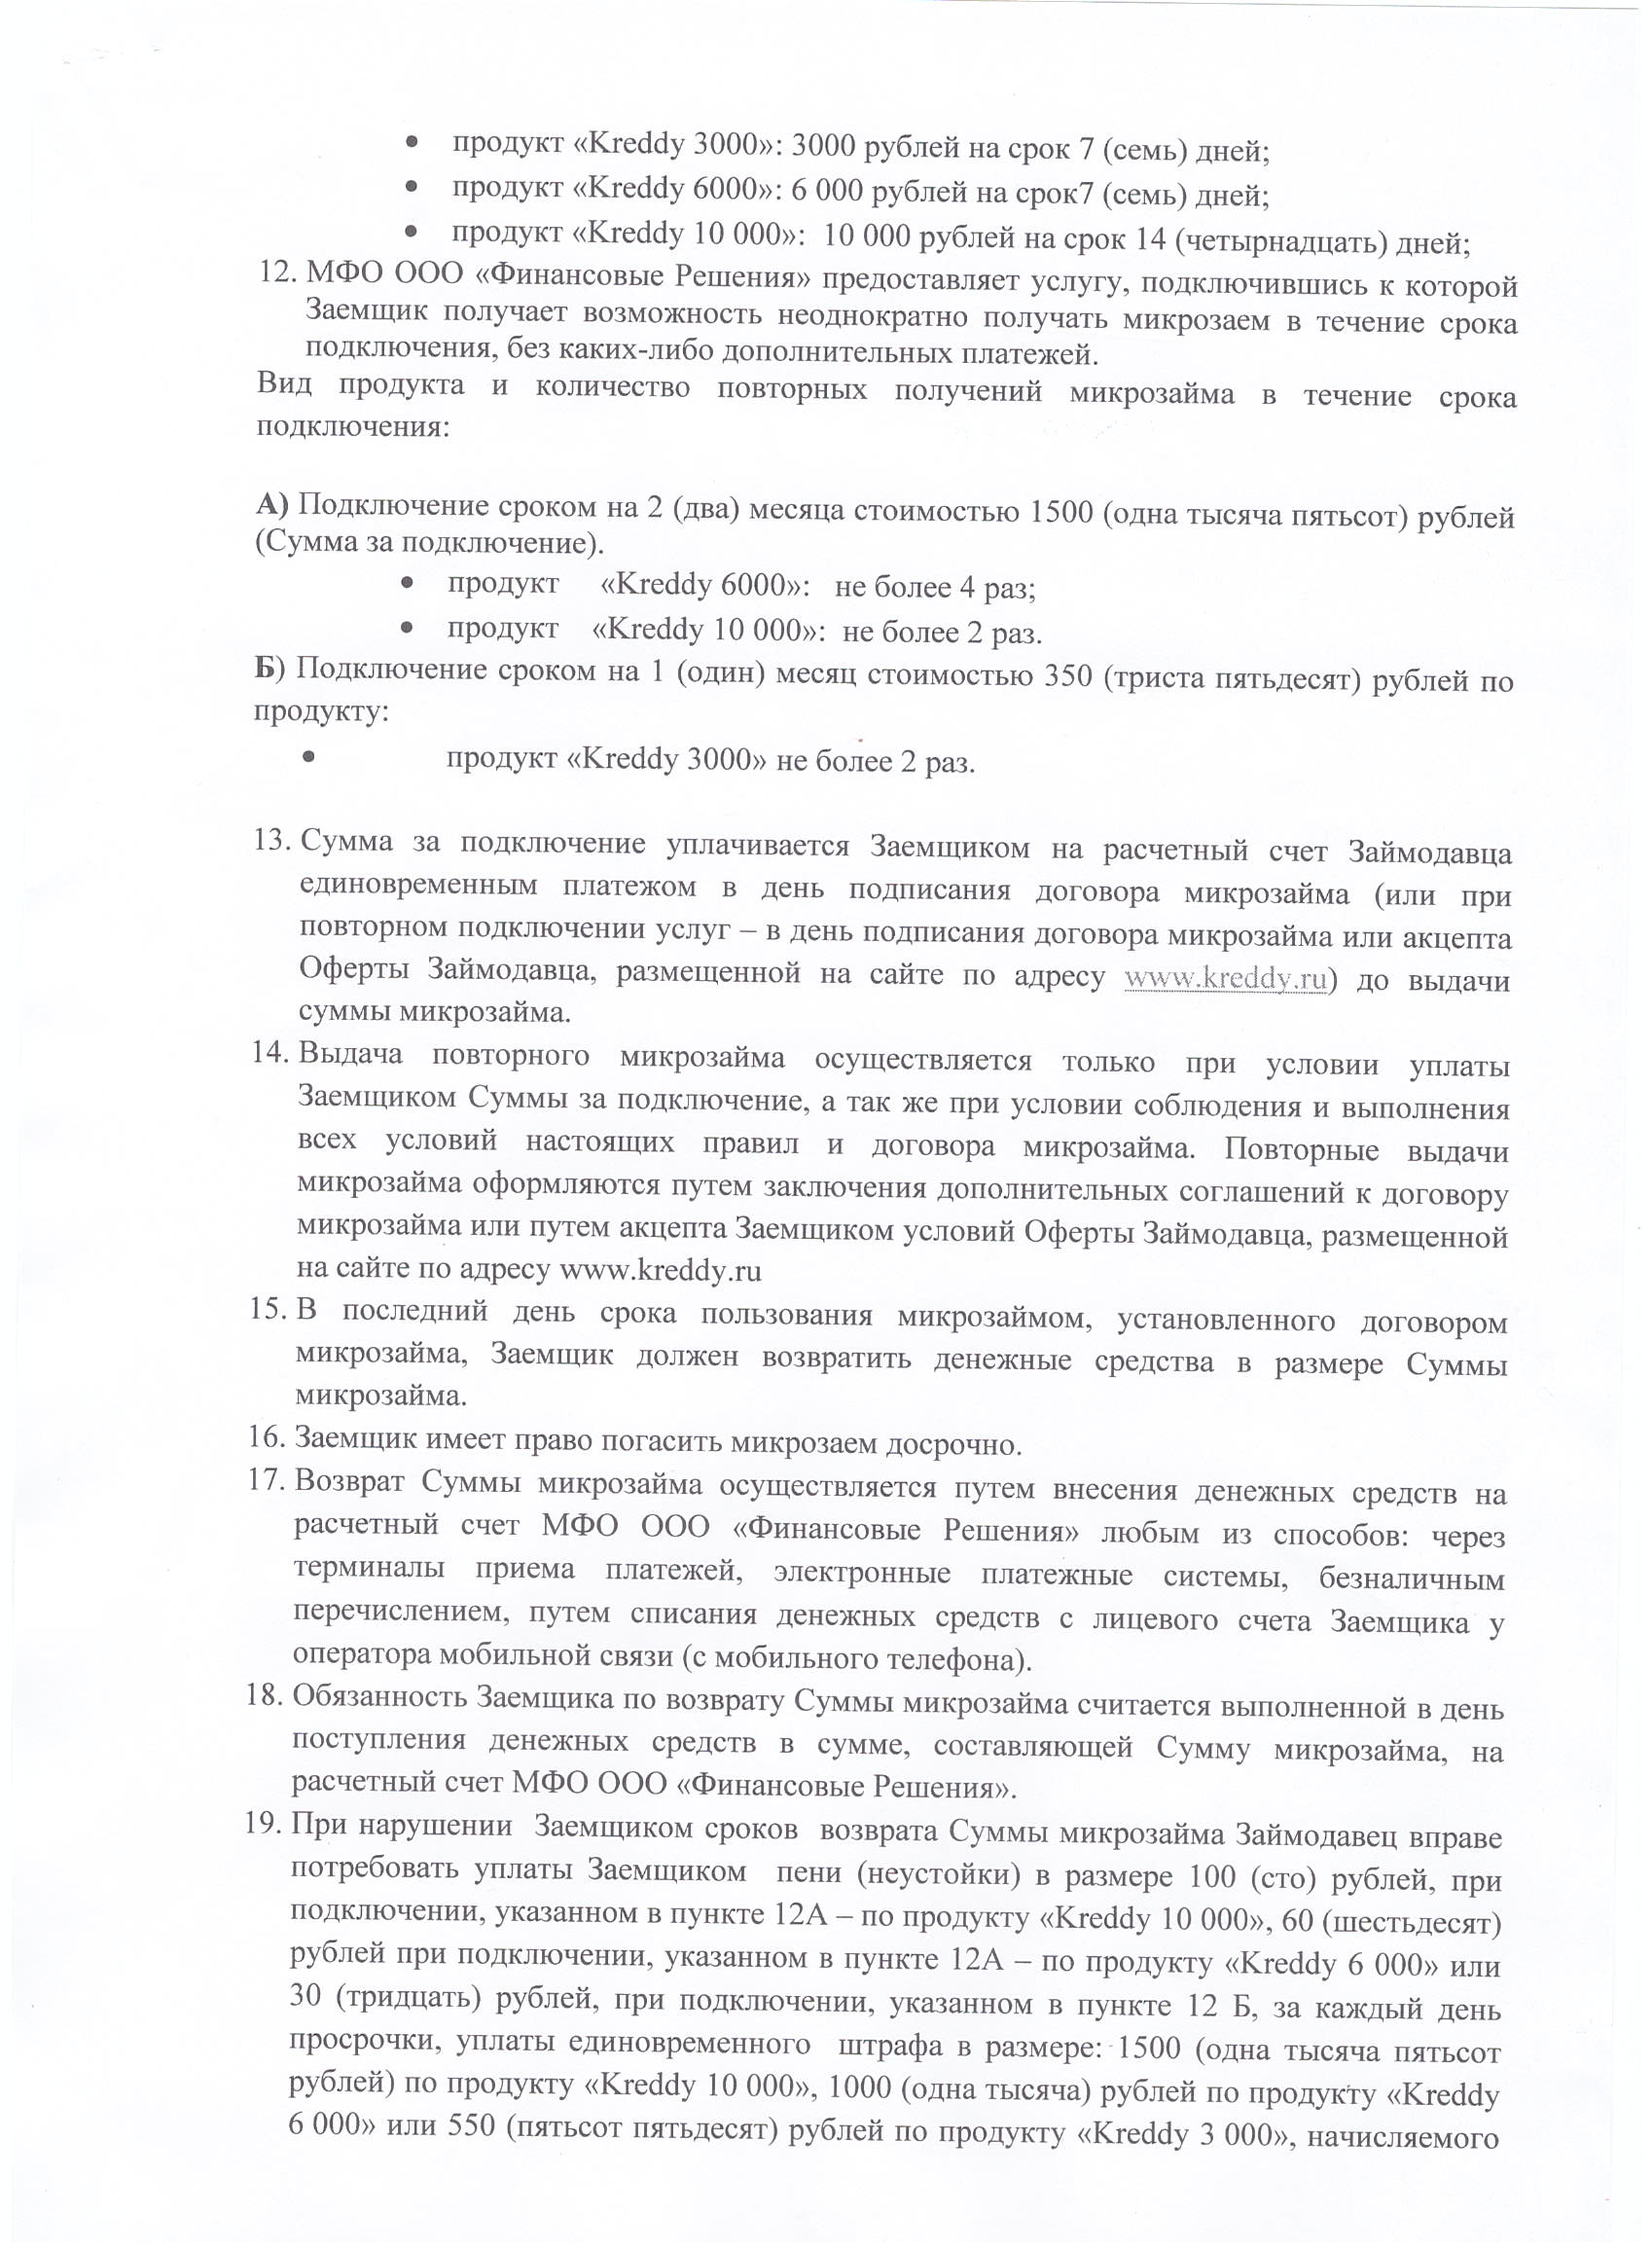 • продукт «Kreddy 3000»: 3000 рублей на срок 7 (семь) дней;
• продукт «Kreddy 6000»: 6 000 рублей на срок7 (семь) дней;
• продукт «Kreddy 10 000»: 10 000 рублей на срок 14 (четырнадцать) дней;
12. МФО ООО «Финансовые Решения» предоставляет услугу, подключившись к которой
Заемщик получает возможность неоднократно получать микрозаем в течение срока
подключения, без каких-либо дополнительных платежей.
Вид продукта и количество повторных получений микрозайма в течение срока
подключения:
А) Подключение сроком на 2 (два) месяца стоимостью 1500 (одна тысяча пятьсот) рублей
(Сумма за подключение).
• продукт «Kreddy 6000»: не более 4 раз;
• продукт «Kreddy 10 000»: не более 2 раз.
Б) Подключение сроком на 1 (один) месяц стоимостью 350 (триста пятьдесят) рублей по
продукту:
• продукт «Kreddy 3000» не более 2 раз.
13. Сумма за подключение уплачивается Заемщиком на расчетный счет Займодавца
единовременным платежом в день подписания договора микрозайма (или при
повторном подключении услуг – в день подписания договора микрозайма или акцепта
Оферты Займодавца, размещенной на сайте по адресу www.kreddy.ru) до выдачи
суммы микрозайма.
14. Выдача повторного микрозайма осуществляется только при условии уплаты
Заемщиком Суммы за подключение, а так же при условии соблюдения и выполнения
всех условий настоящих правил и договора микрозайма. Повторные выдачи
микрозайма оформляются путем заключения дополнительных соглашений к договору
микрозайма или путем акцепта Заемщиком условий Оферты Займодавца, размещенной
на сайте по адресу www.kreddy.ru
15. В последний день срока пользования микрозаймом, установленного договором
микрозайма, Заемщик должен возвратить денежные средства в размере Суммы
микрозайма.
16. Заемщик имеет право погасить микрозаем досрочно.
17. Возврат Суммы микрозайма осуществляется путем внесения денежных средств на
расчетный счет МФО ООО «Финансовые Решения» любым из способов: через
терминалы приема платежей, электронные платежные системы, безналичным
перечислением, путем списания денежных средств с лицевого счета Заемщика у
оператора мобильной связи (с мобильного телефона).
18. Обязанность Заемщика по возврату Суммы микрозайма считается выполненной в день
поступления денежных средств в сумме, составляющей Сумму микрозайма, на
расчетный счет МФО ООО «Финансовые Решения».
19. При нарушении Заемщиком сроков возврата Суммы микрозайма Займодавец вправе
потребовать уплаты Заемщиком пени (неустойки) в размере 100 (сто) рублей, при
подключении, указанном в пункте 12А – по продукту «Kreddy 10 000», 60 (шестьдесят)
рублей при подключении, указанном в пункте 12А – по продукту «Kreddy 6 000» или
30 (тридцать) рублей, при подключении, указанном в пункте 12 Б, за каждый день
просрочки, уплаты единовременного штрафа в размере: 1500 (одна тысяча пятьсот
рублей) по продукту «Kreddy 10 000», 1000 (одна тысяча) рублей по продукту «Kreddy
6 000» или 550 (пятьсот пятьдесят) рублей по продукту «Kreddy 3 000», начисляемого